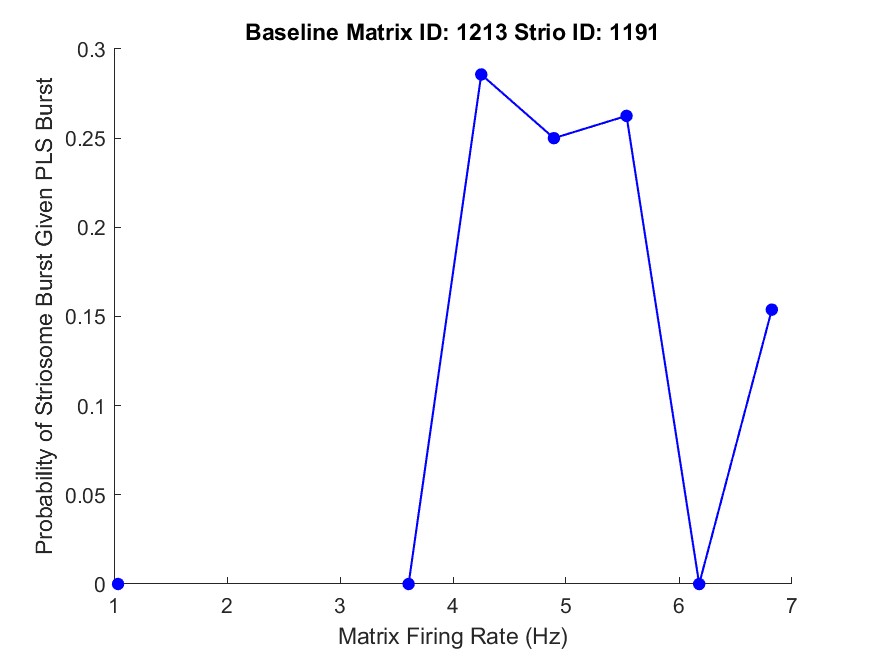 Baseline Matrix ID: 1213 Strio ID: 1191
Probability of Striosome Burst Given PLS Burst
0.3
0.25
0.2
0.15
0.1
0.05
0
1 2 3 4 5 6 7
Matrix Firing Rate (Hz)